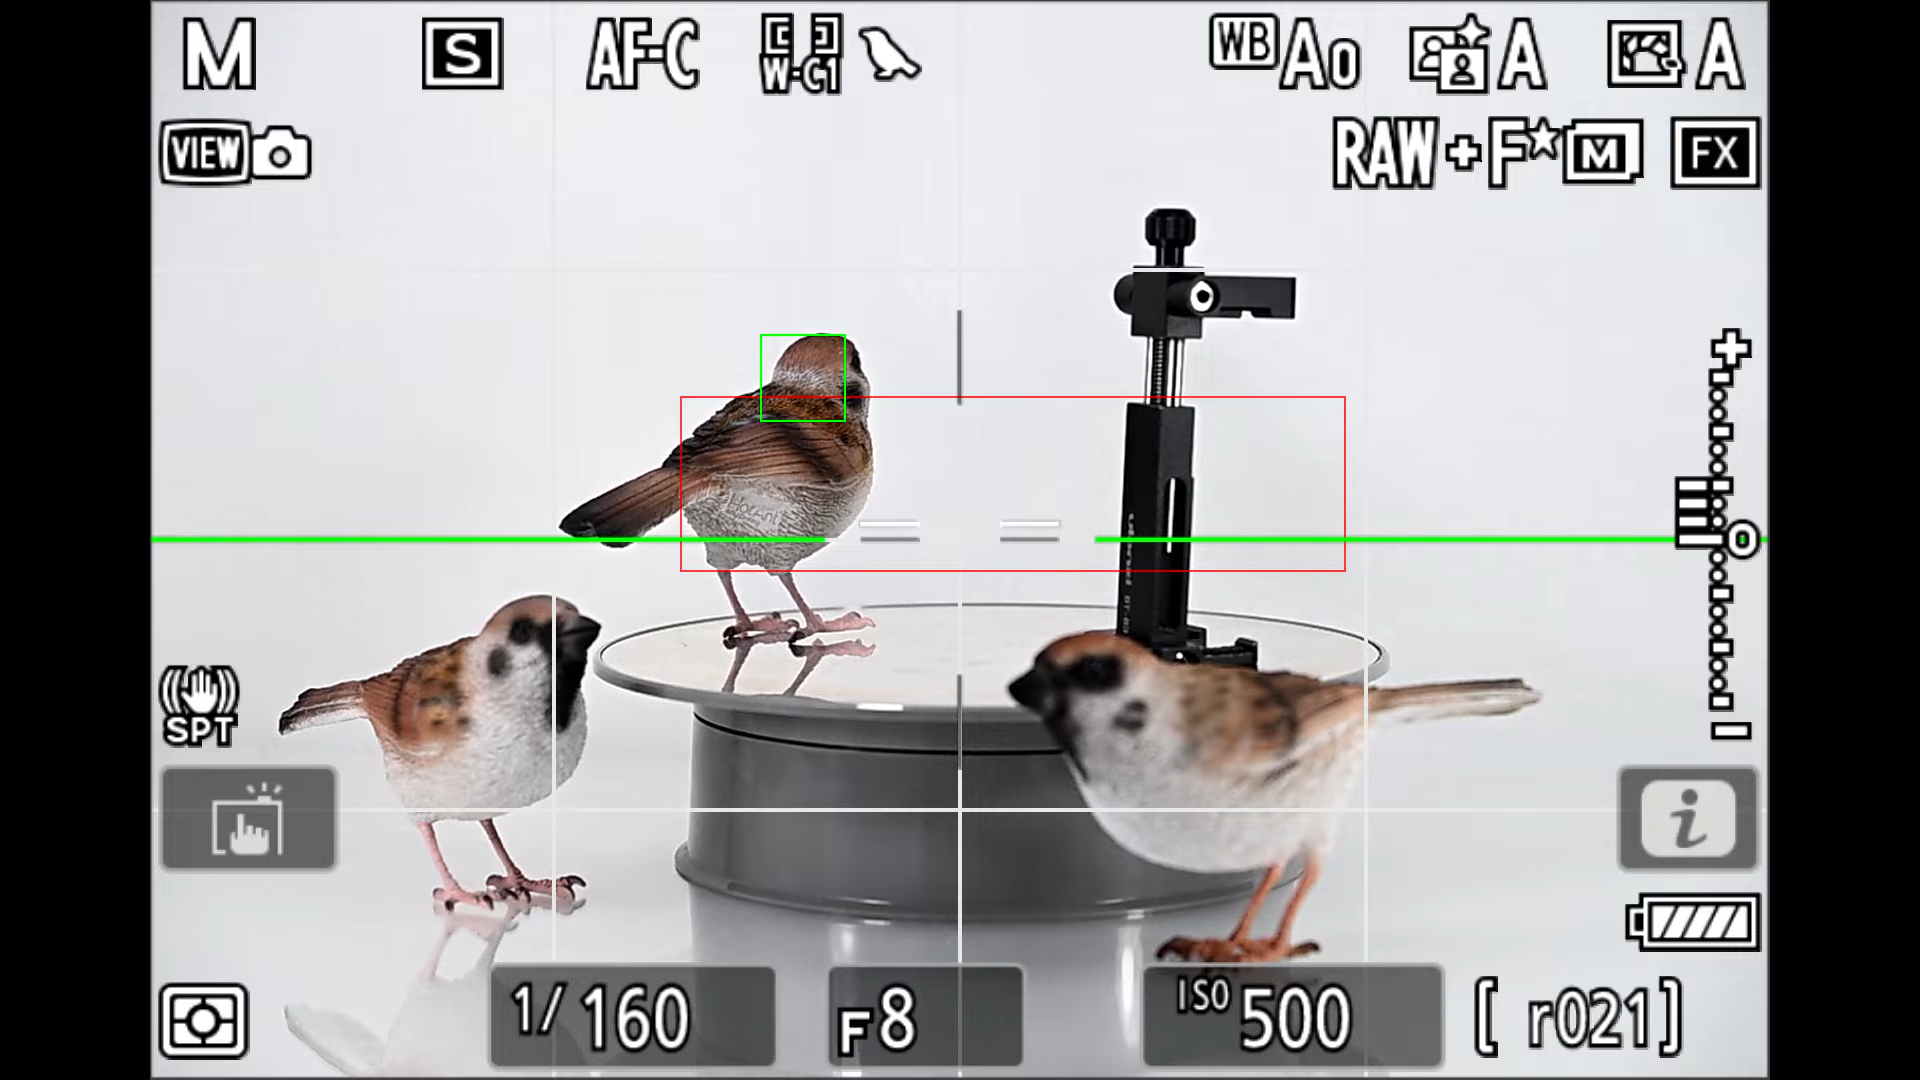 M S AF-C W-C1 WB A0 A A
VIEW RAW+F★ M FX
SPT
i
1/160 F8 ISO 500 [ r021]